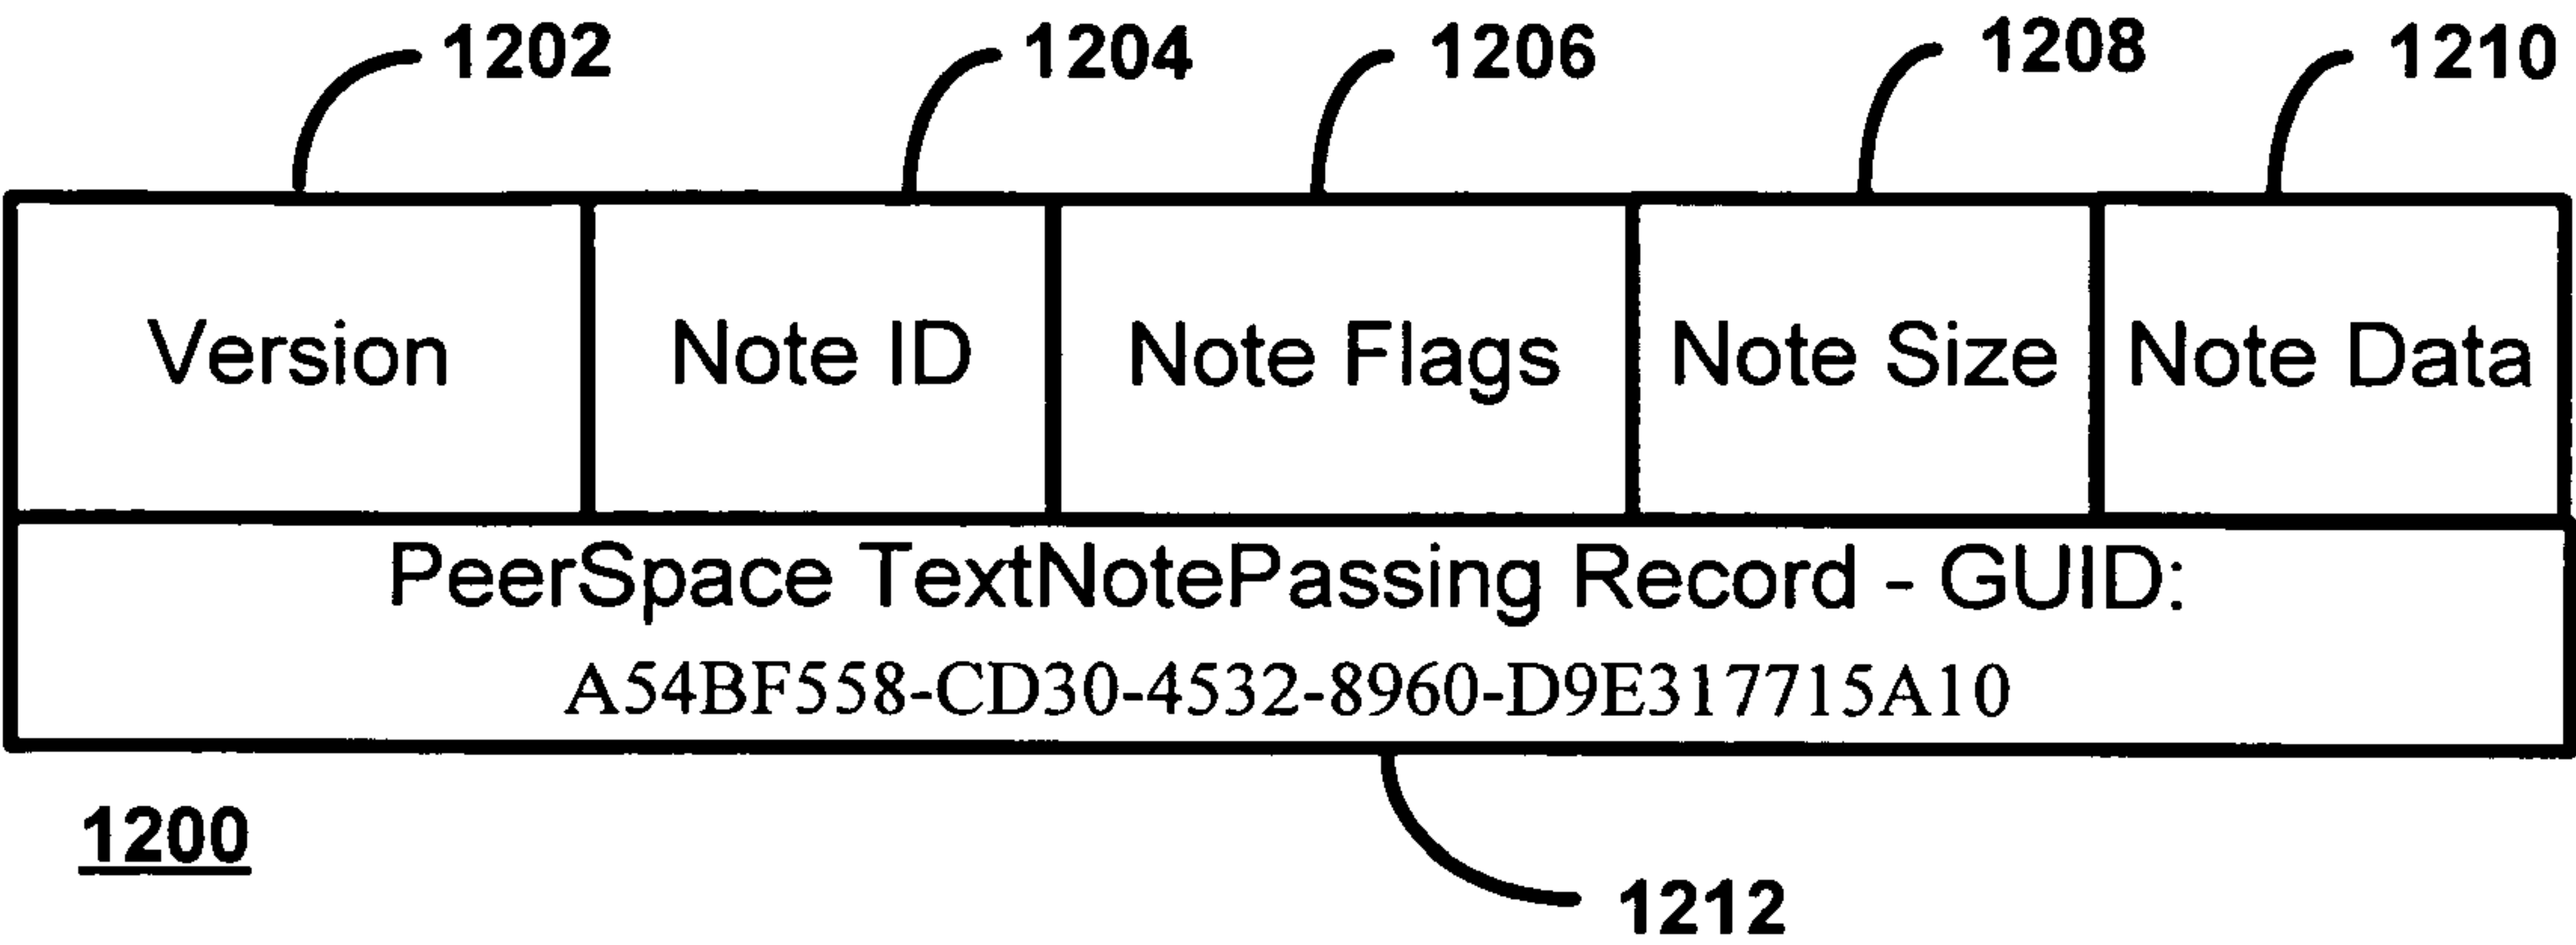 1202 1204 1206 1208 1210
Version Note ID Note Flags Note Size Note Data
PeerSpace TextNotePassing Record - GUID:
A54BF558-CD30-4532-8960-D9E317715A10
1200
1212